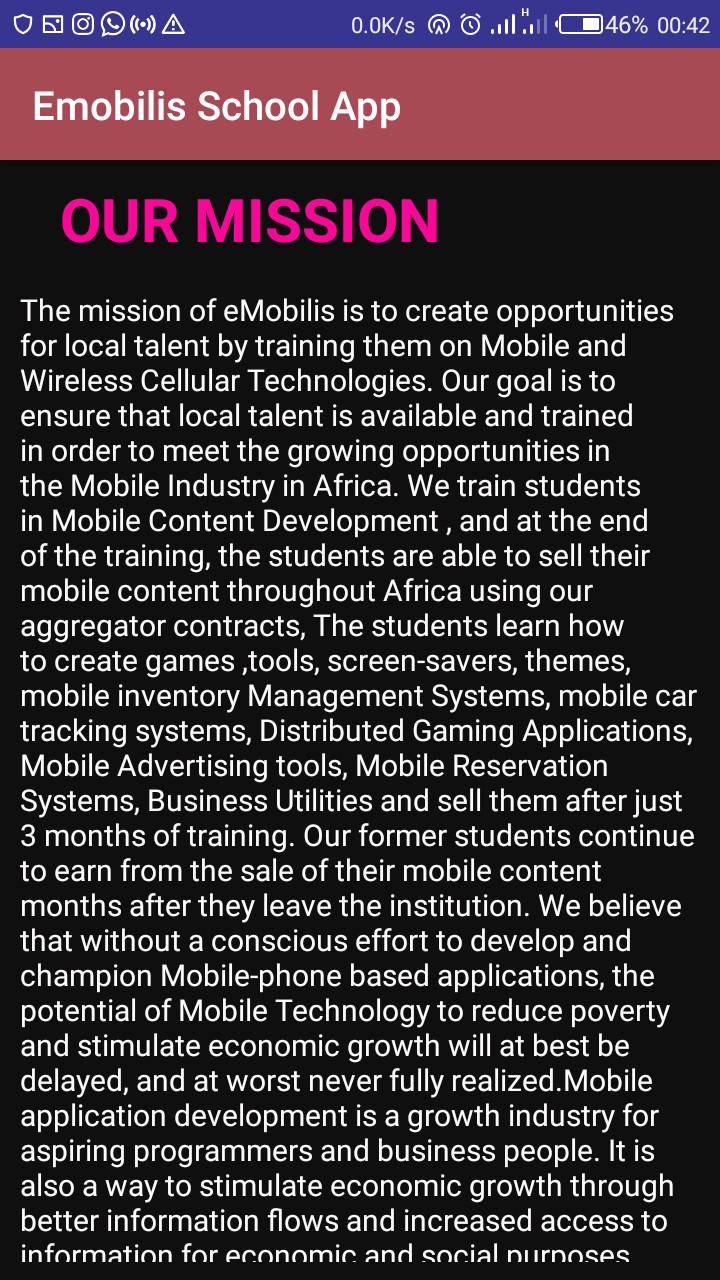 0.0K/s H 46% 00:42
Emobilis School App
OUR MISSION
The mission of eMobilis is to create opportunities
for local talent by training them on Mobile and
Wireless Cellular Technologies. Our goal is to
ensure that local talent is available and trained
in order to meet the growing opportunities in
the Mobile Industry in Africa. We train students
in Mobile Content Development , and at the end
of the training, the students are able to sell their
mobile content throughout Africa using our
aggregator contracts, The students learn how
to create games ,tools, screen-savers, themes,
mobile inventory Management Systems, mobile car
tracking systems, Distributed Gaming Applications,
Mobile Advertising tools, Mobile Reservation
Systems, Business Utilities and sell them after just
3 months of training. Our former students continue
to earn from the sale of their mobile content
months after they leave the institution. We believe
that without a conscious effort to develop and
champion Mobile-phone based applications, the
potential of Mobile Technology to reduce poverty
and stimulate economic growth will at best be
delayed, and at worst never fully realized.Mobile
application development is a growth industry for
aspiring programmers and business people. It is
also a way to stimulate economic growth through
better information flows and increased access to
information for economic and social purposes